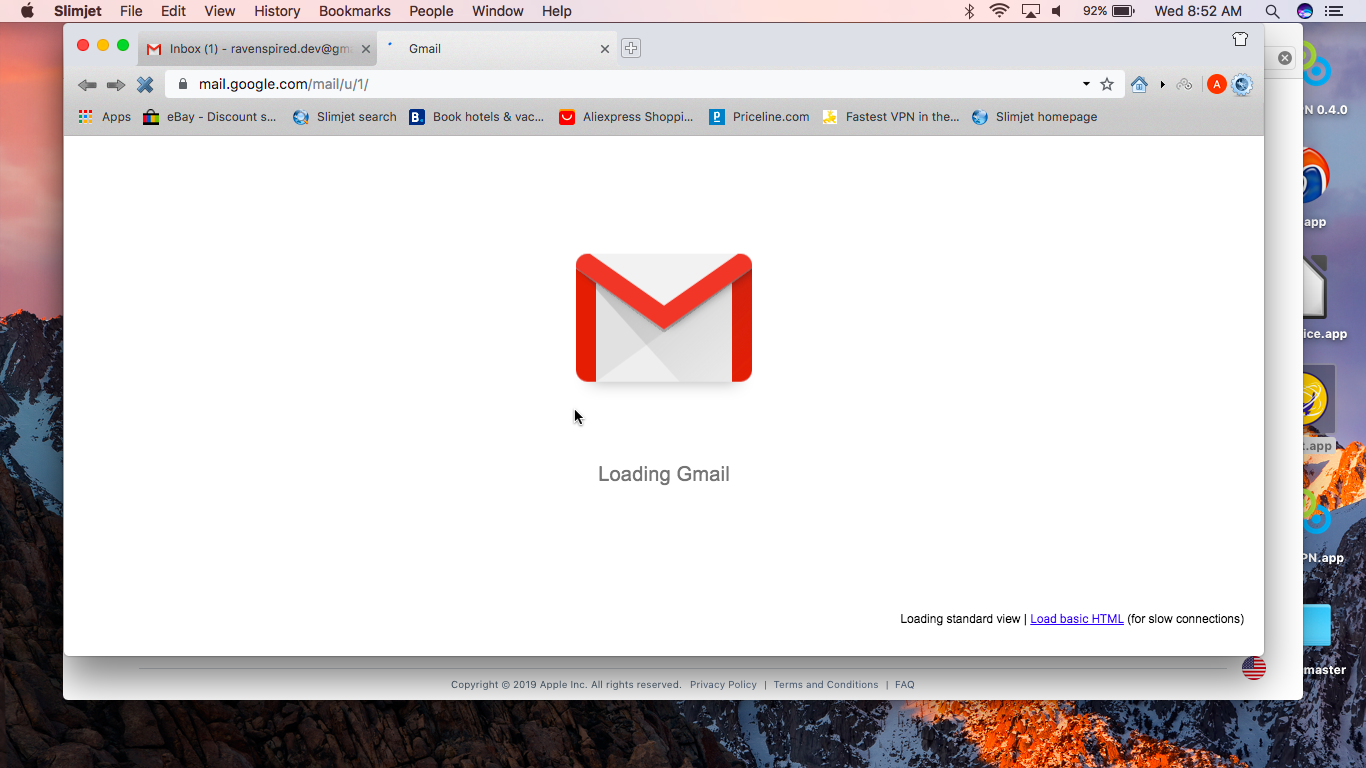 Slimjet File Edit View History Bookmarks People Window Help 92% Wed 8:52 AM
Inbox (1) - ravenspired.dev@gm Gmail
mail.google.com/mail/u/1/ A
Apps eBay - Discount s... Slimjet search B. Book hotels & vac... Aliexpress Shoppi... p Priceline.com Fastest VPN in the... Slimjet homepage
PN 0.4.0
.app
ice.app
t.app
PN.app
master
Loading Gmail
Loading standard view | Load basic HTML (for slow connections)
Copyright © 2019 Apple Inc. All rights reserved. Privacy Policy | Terms and Conditions | FAQ